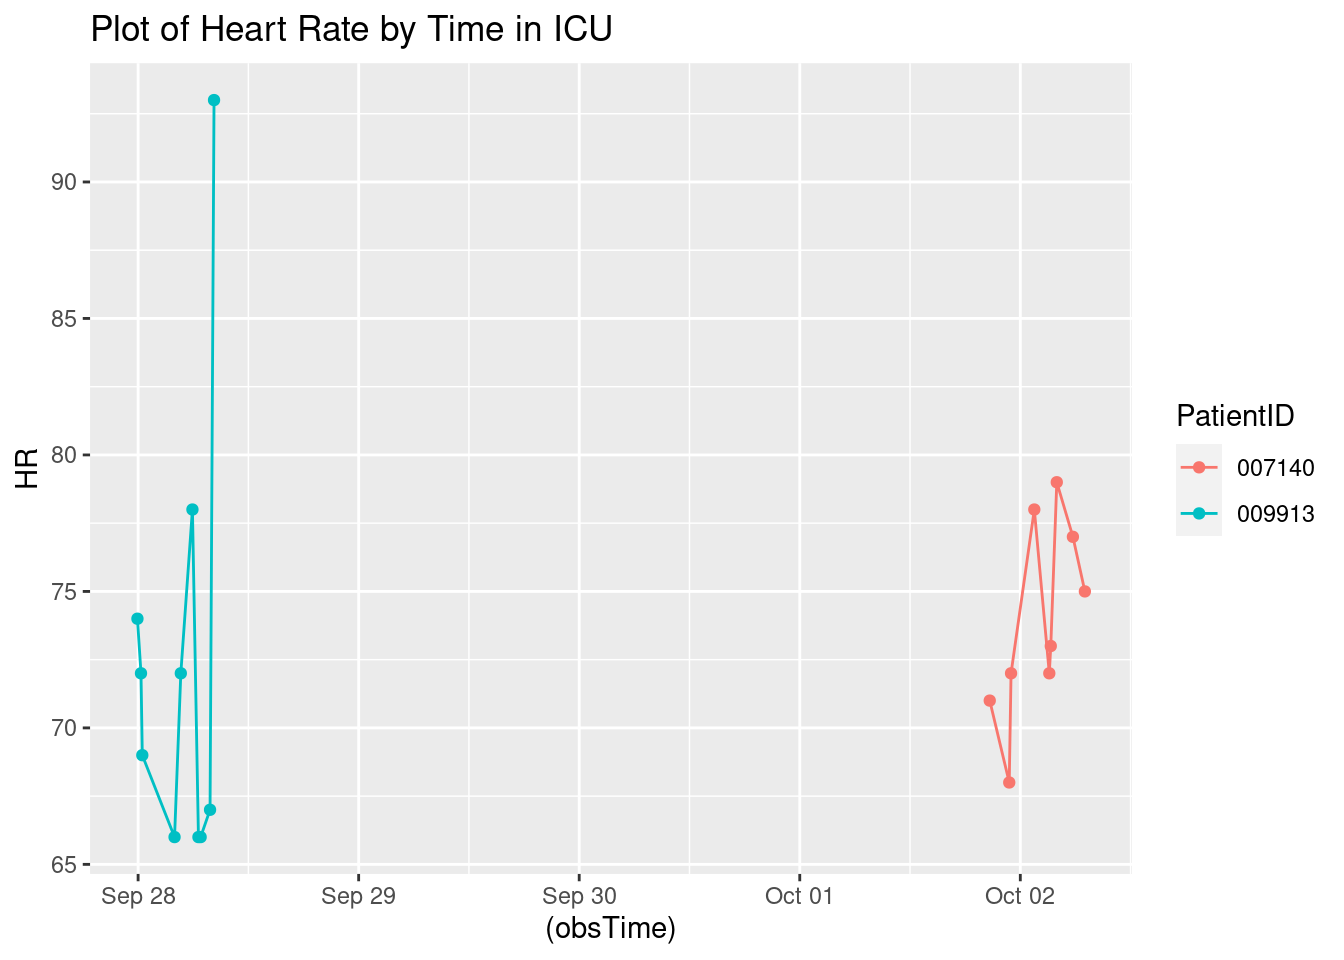 Plot of Heart Rate by Time in ICU
90
85
80
75
70
65
HR
Sep 28
Sep 29
Sep 30
Oct 01
Oct 02
(obsTime)
PatientID
007140
009913